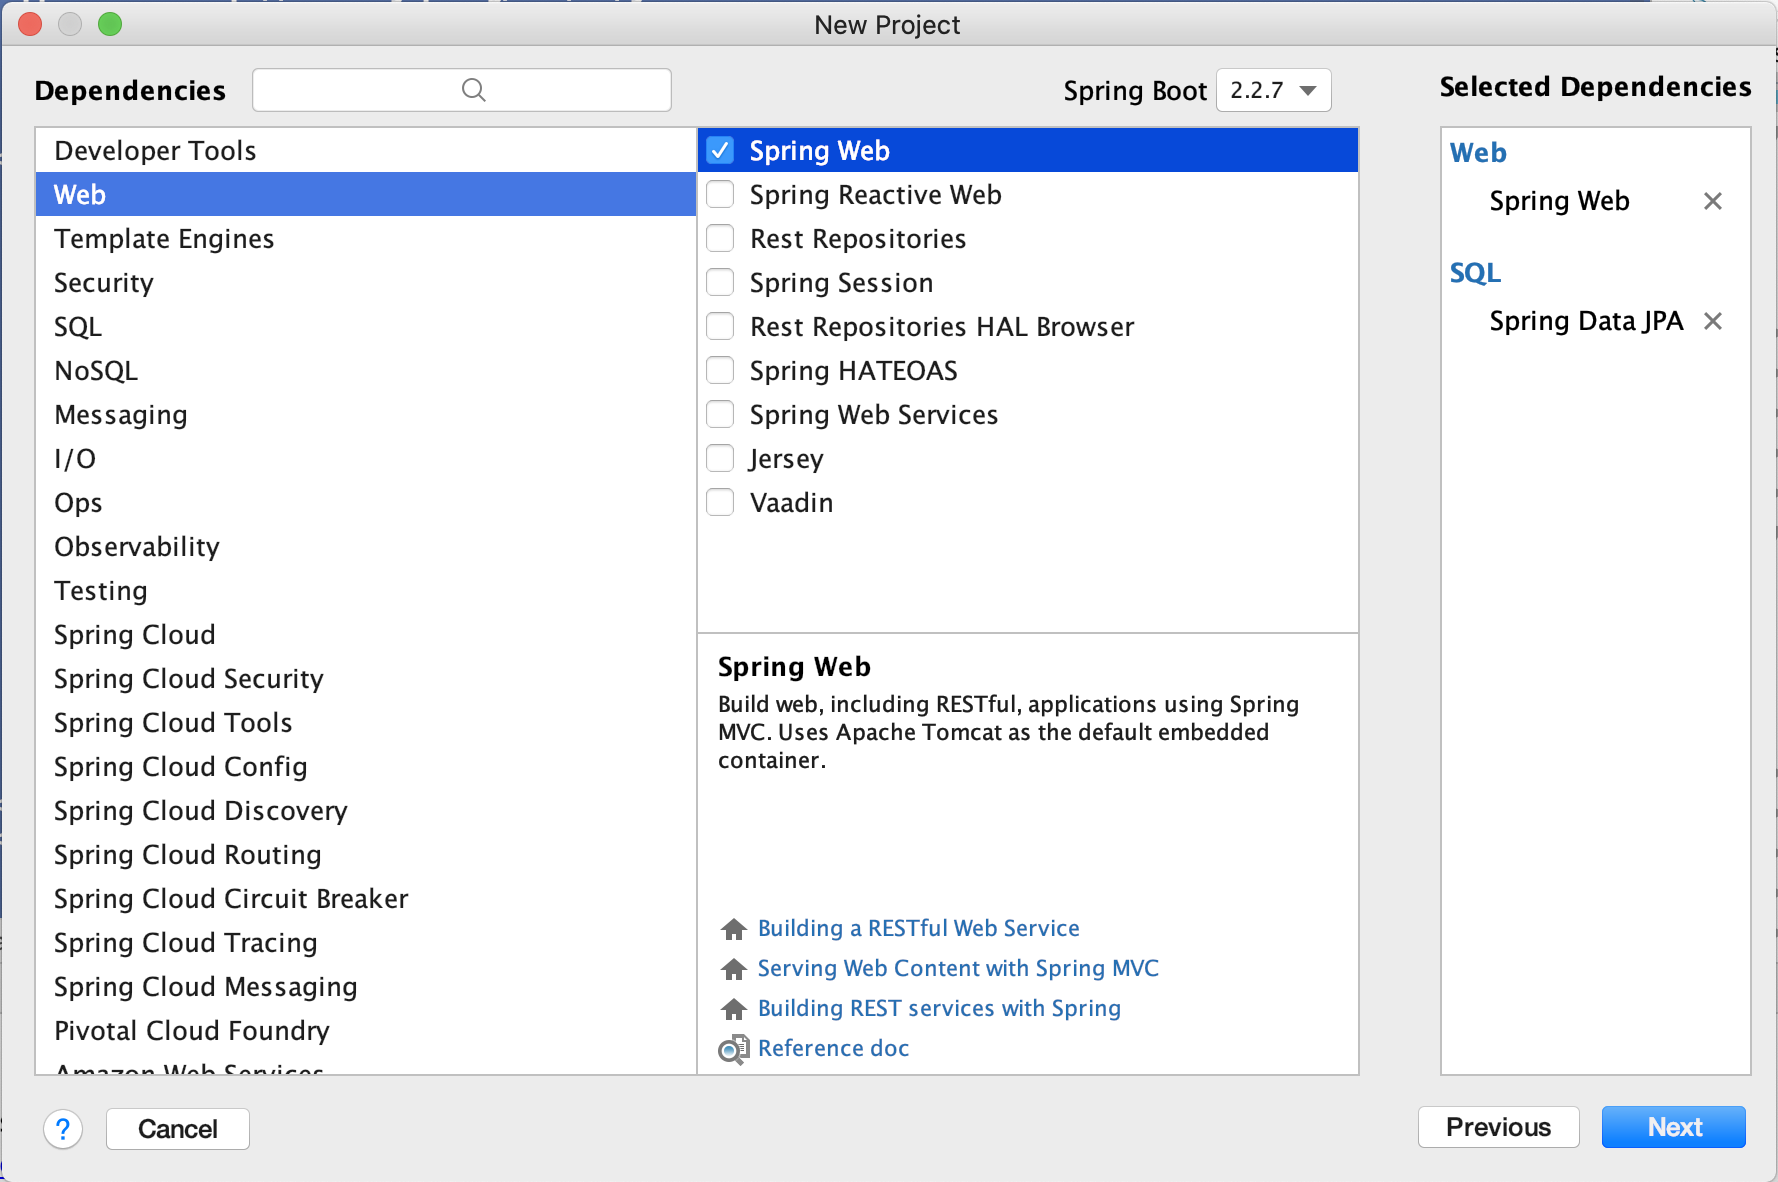 New Project
Dependencies
Spring Boot 2.2.7
Selected Dependencies
Developer Tools
Web
Template Engines
Security
SQL
NoSQL
Messaging
I/O
Ops
Observability
Testing
Spring Cloud
Spring Cloud Security
Spring Cloud Tools
Spring Cloud Config
Spring Cloud Discovery
Spring Cloud Routing
Spring Cloud Circuit Breaker
Spring Cloud Tracing
Spring Cloud Messaging
Pivotal Cloud Foundry
Amazon Web Services
Spring Web
Spring Reactive Web
Rest Repositories
Spring Session
Rest Repositories HAL Browser
Spring HATEOAS
Spring Web Services
Jersey
Vaadin
Spring Web
Build web, including RESTful, applications using Spring
MVC. Uses Apache Tomcat as the default embedded
container.
Building a RESTful Web Service
Serving Web Content with Spring MVC
Building REST services with Spring
Reference doc
Web
Spring Web
SQL
Spring Data JPA
?
Cancel
Previous
Next